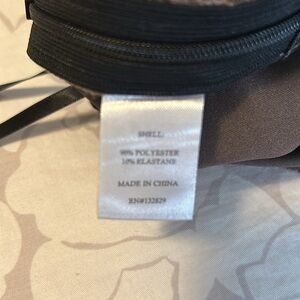 SHELL:
90% POLYESTER
10% ELASTANE
MADE IN CHINA
RN#132829